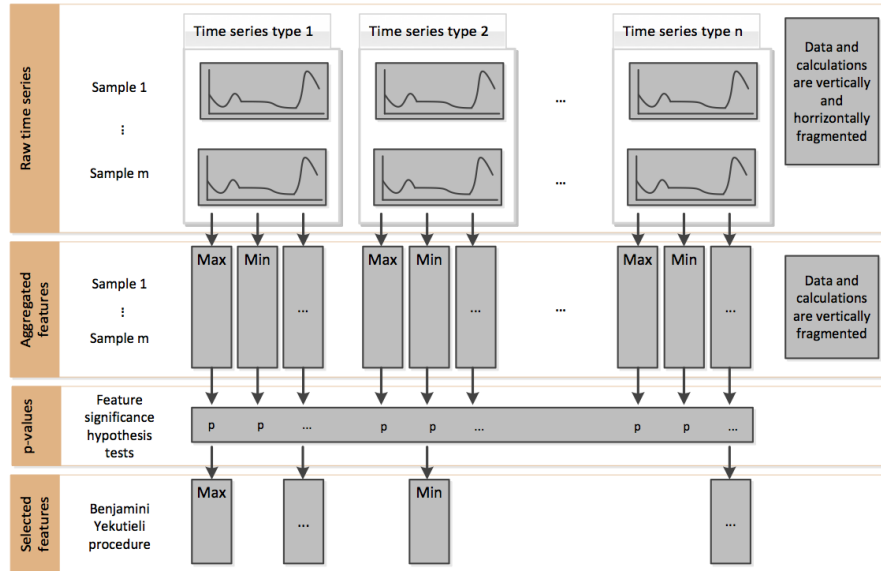 Raw time series
Time series type 1
Time series type 2
Time series type n
Sample 1
⋮
Sample m
...
...
Data and
calculations
are vertically
and
horrizontally
fragmented
Aggregated
features
Sample 1
⋮
Sample m
Max
Min
...
Max
Min
...
...
Max
Min
...
Data and
calculations
are vertically
fragmented
p-values
Feature
significance
hypothesis
tests
p
p
...
p
p
...
p
p
...
Selected
features
Benjamini
Yekutieli
procedure
Max
...
Min
...